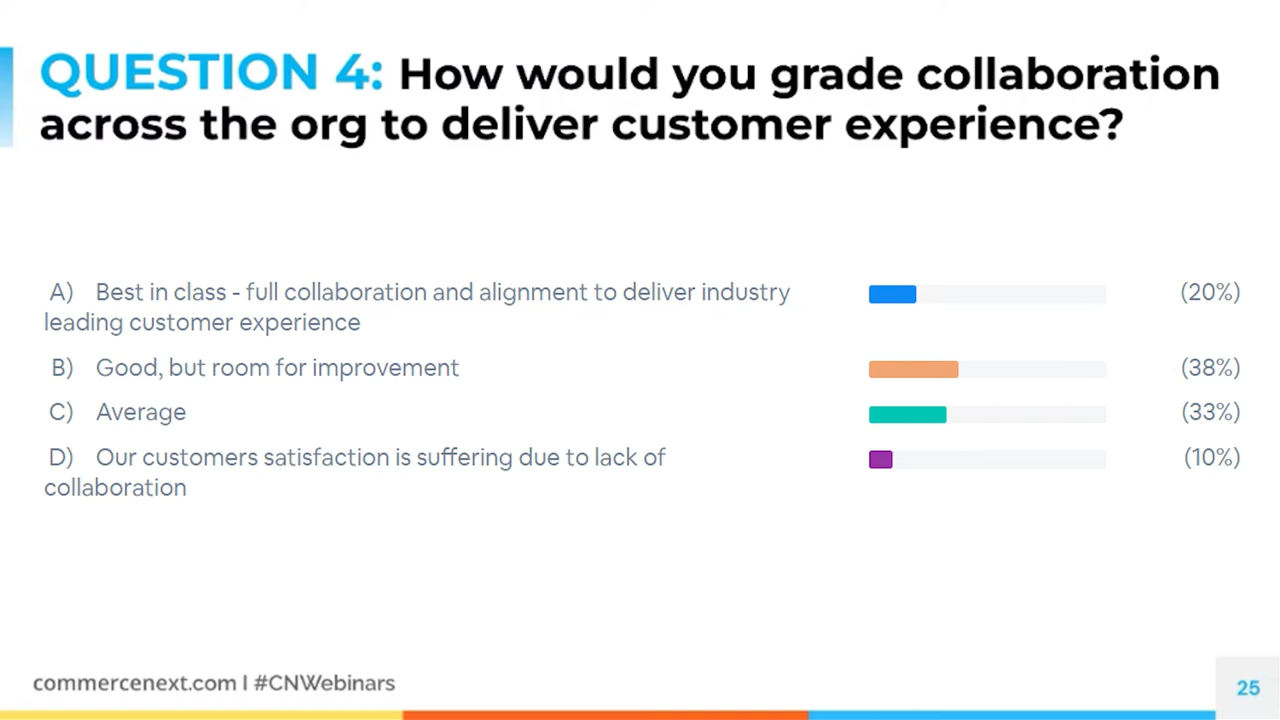 QUESTION 4: How would you grade collaboration
across the org to deliver customer experience?
A) Best in class - full collaboration and alignment to deliver industry
leading customer experience
(20%)
B) Good, but room for improvement
(38%)
C) Average
(33%)
D) Our customers satisfaction is suffering due to lack of
collaboration
(10%)
commercenext.com | #CNWebinars
25